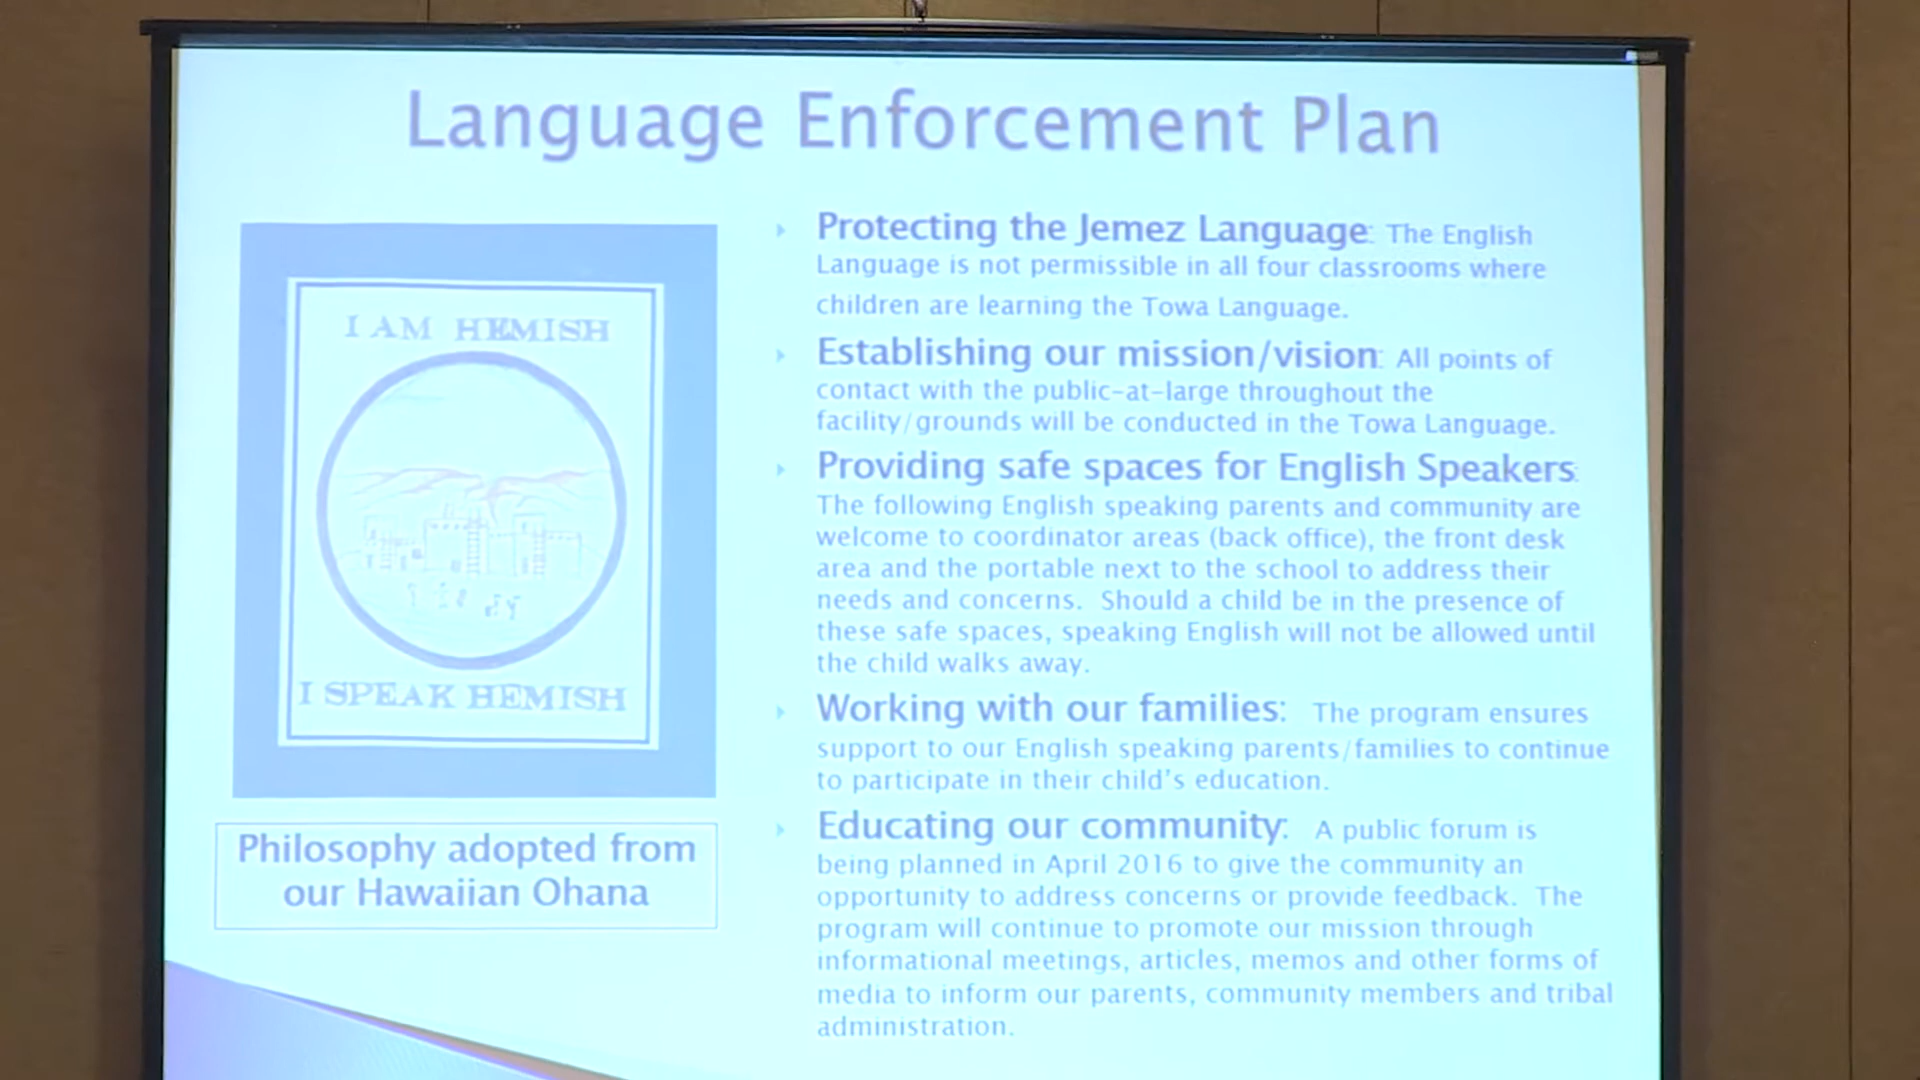 Language Enforcement Plan
I AM HEMISH
I SPEAK HEMISH
Philosophy adopted from
our Hawaiian Ohana
Protecting the Jemez Language: The English
Language is not permissible in all four classrooms where
children are learning the Towa Language.
Establishing our mission/vision: All points of
contact with the public-at-large throughout the
facility/grounds will be conducted in the Towa Language.
Providing safe spaces for English Speakers:
The following English speaking parents and community are
welcome to coordinator areas (back office), the front desk
area and the portable next to the school to address their
needs and concerns. Should a child be in the presence of
these safe spaces, speaking English will not be allowed until
the child walks away.
Working with our families: The program ensures
support to our English speaking parents/families to continue
to participate in their child's education.
Educating our community: A public forum is
being planned in April 2016 to give the community an
opportunity to address concerns or provide feedback. The
program will continue to promote our mission through
informational meetings, articles, memos and other forms of
media to inform our parents, community members and tribal
administration.